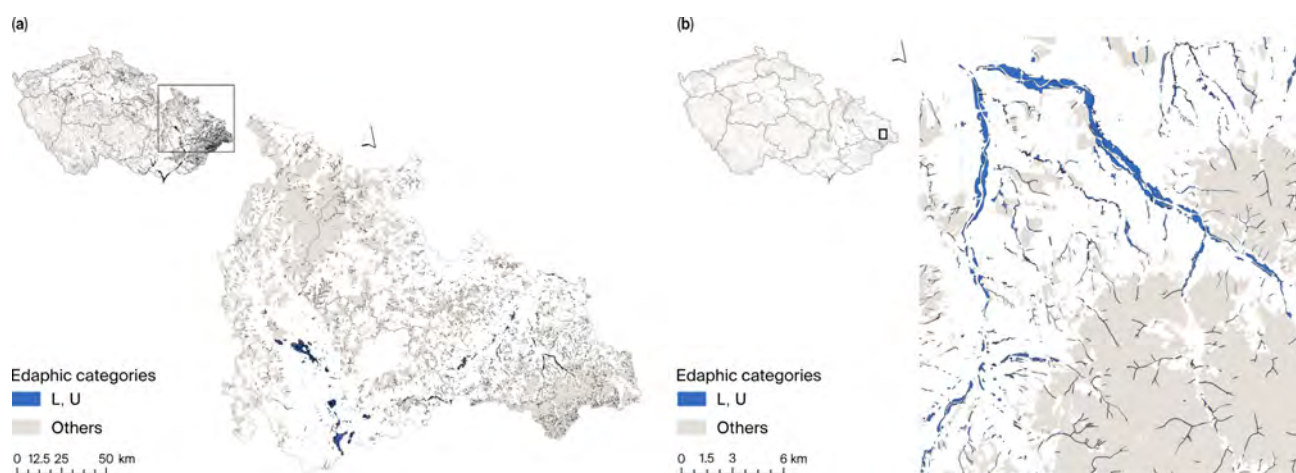 (a)
Edaphic categories
L, U
Others
0 12.5 25 50 km
(b)
Edaphic categories
L, U
Others
0 1.5 3 6 km